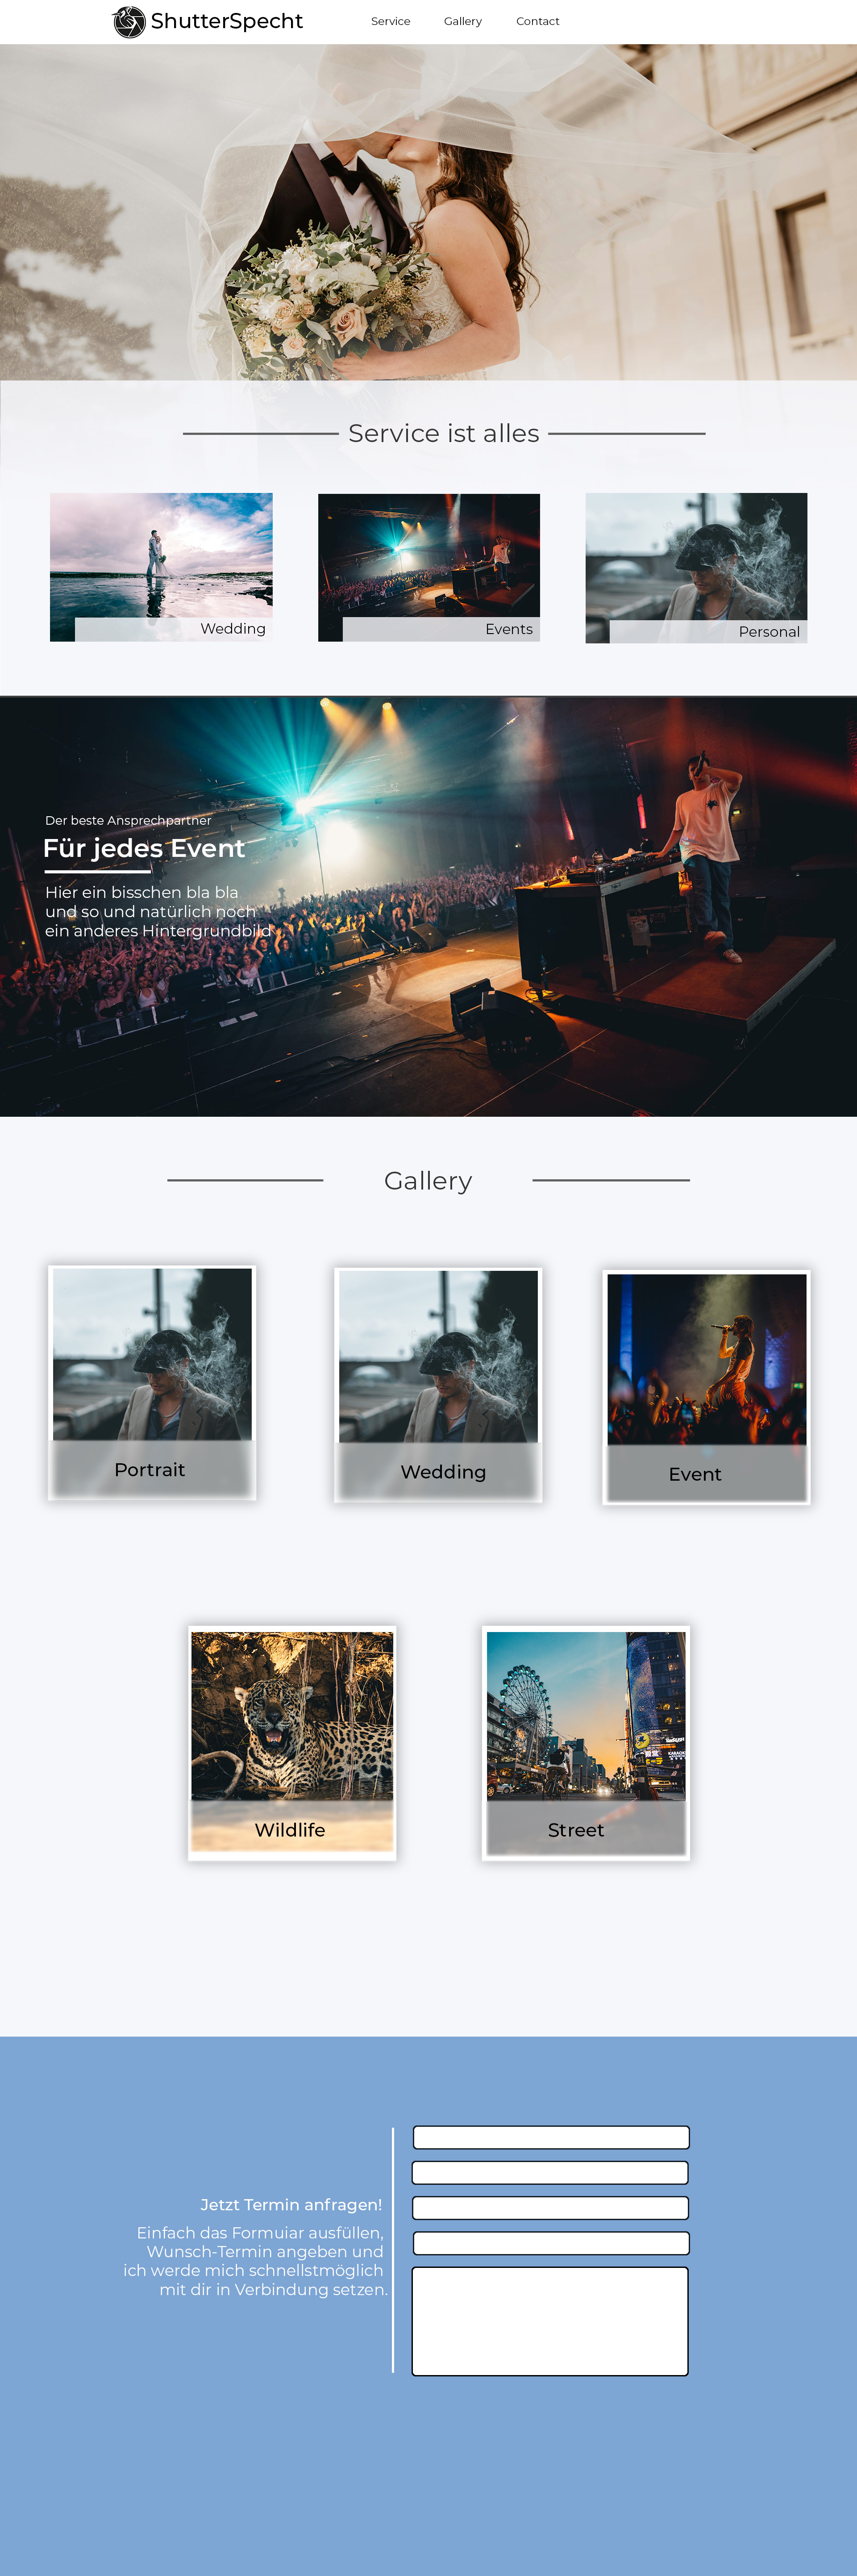 ShutterSpecht
Service
Gallery
Contact
Service ist alles
Wedding
Events
Personal
Der beste Ansprechpartner
Für jedes Event
Hier ein bisschen bla bla
und so und natürlich noch
ein anderes Hintergrundbild
Gallery
Portrait
Wedding
Event
KARAOKE
Wildlife
Street
Jetzt Termin anfragen!
Einfach das Formuiar ausfüllen,
Wunsch-Termin angeben und
ich werde mich schnellstmöglich
mit dir in Verbindung setzen.